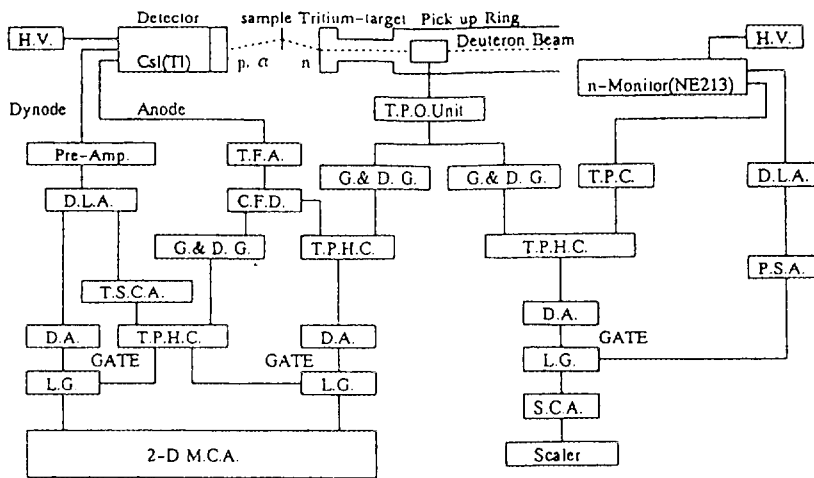 Detector sample Tritium-target Pick up Ring
H.V. H.V.
CsI(Tl) p, α n Deuteron Beam
n-Monitor(NE213)
Dynode Anode T.P.O.Unit
Pre-Amp. T.F.A. G.& D. G. G.& D. G. T.P.C. D.L.A.
D.L.A. C.F.D.
G.& D. G. T.P.H.C. T.P.H.C. P.S.A.
T.S.C.A.
D.A. T.P.H.C. D.A. D.A.
GATE GATE GATE
L.G. L.G. L.G.
S.C.A.
2-D M.C.A. Scaler